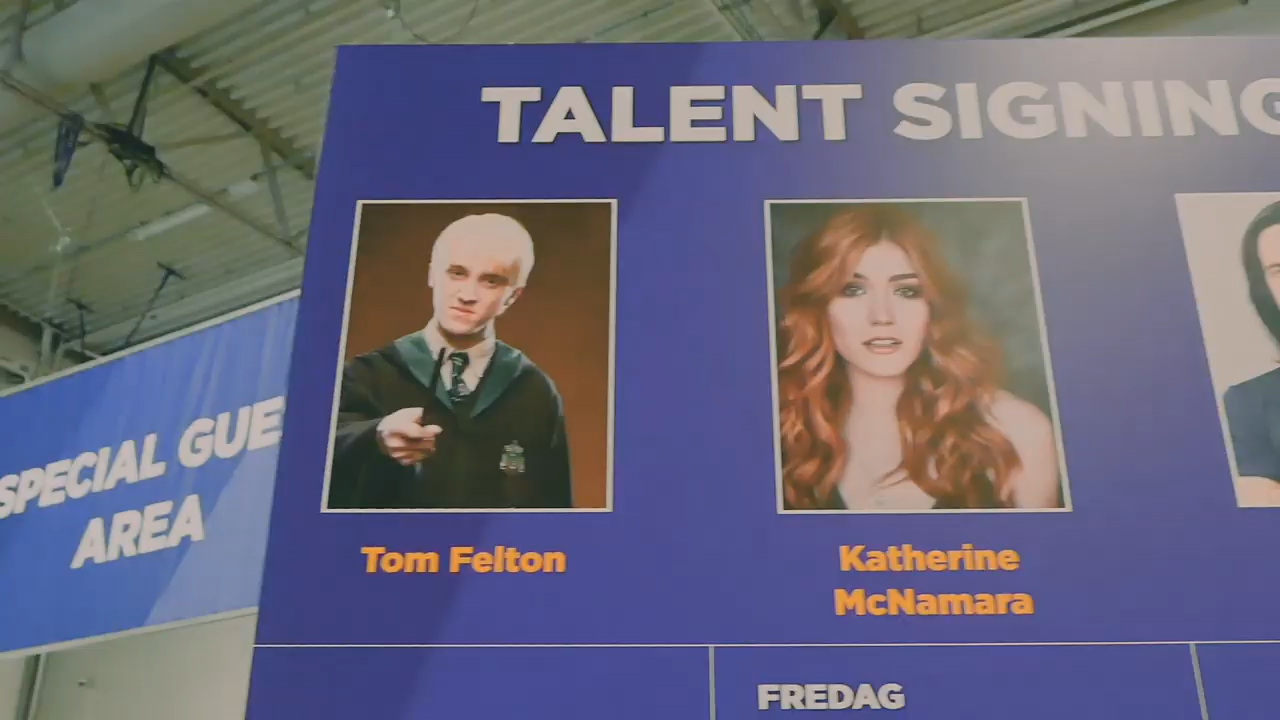 TALENT SIGNING
SPECIAL GUE
AREA
Tom Felton
Katherine
McNamara
FREDAG